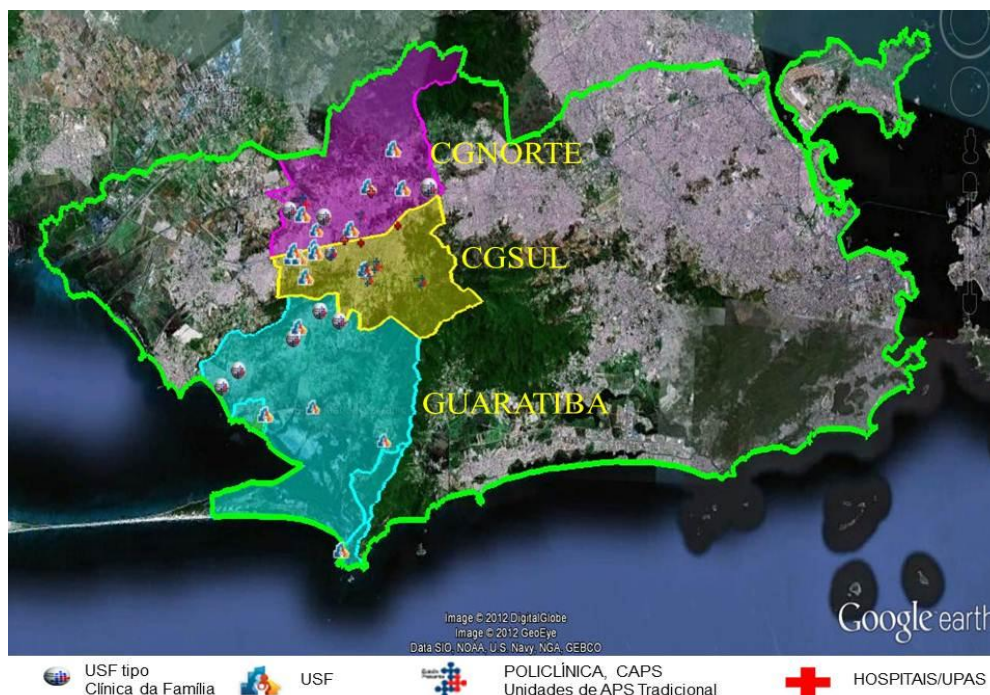 CGNORTE
CGSUL
GUARATIBA
Image © 2012 DigitalGlobe
Image © 2012 GeoEye
Data SIO, NOAA, U.S. Navy, NGA, GEBCO
Google earth
USF tipo
Clínica da Família
USF
POLICLÍNICA, CAPS
Unidades de APS Tradicional
HOSPITAIS/UPAS